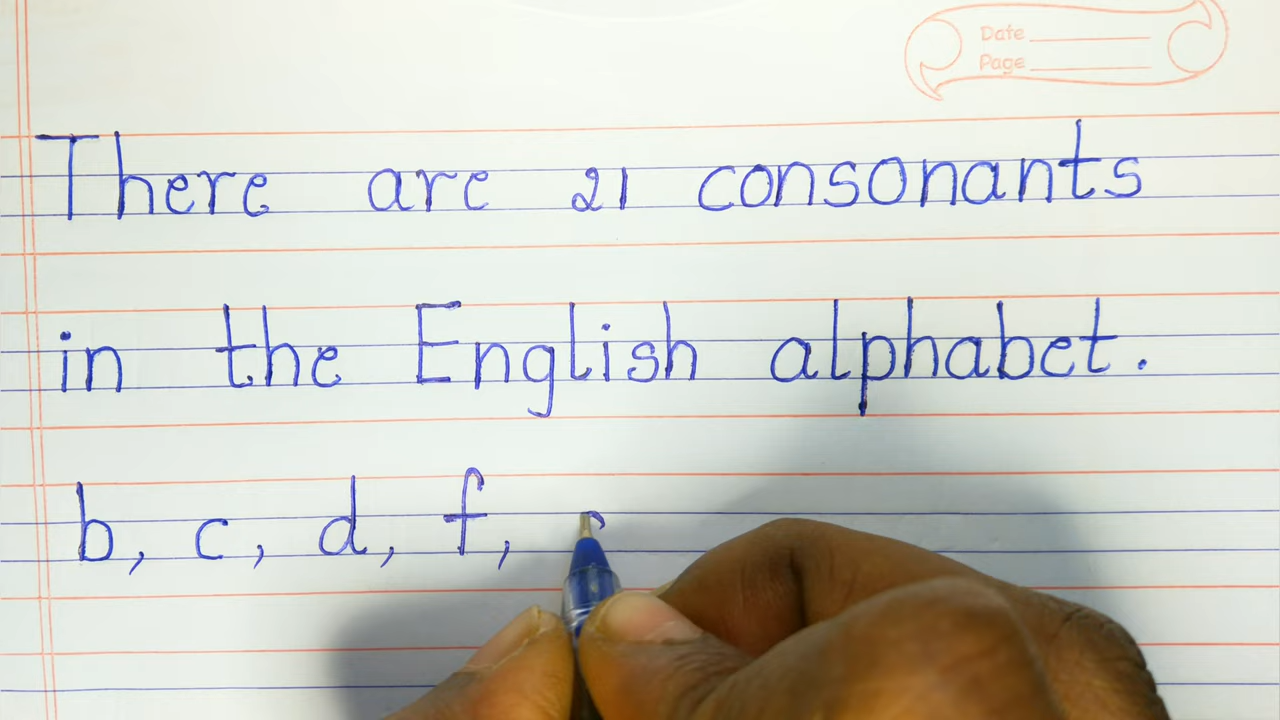 Date
Page
There are 21 consonants
in the English alphabet.
b, c, d, f,